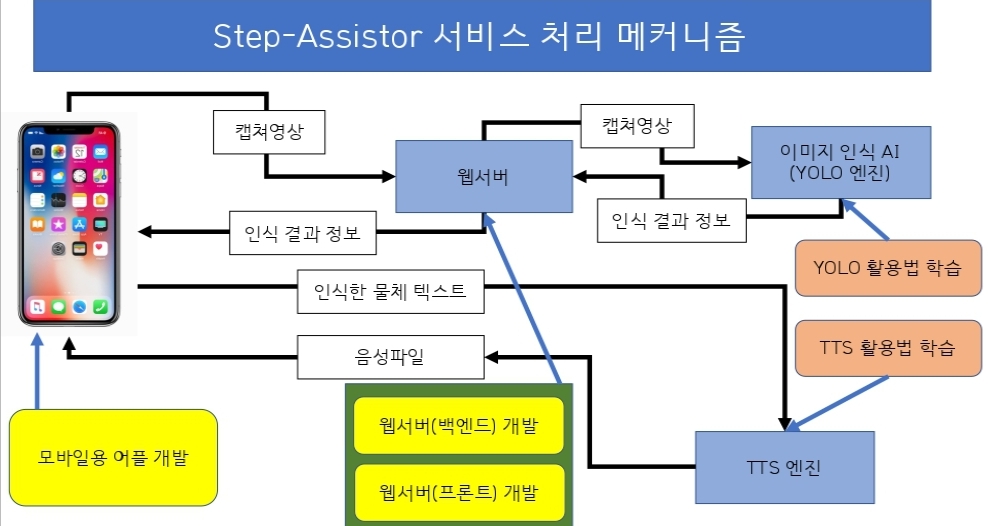 Step-Assistor 서비스 처리 메커니즘
캡쳐영상
캡쳐영상
웹서버
이미지 인식 AI
(YOLO 엔진)
인식 결과 정보
인식 결과 정보
YOLO 활용법 학습
인식한 물체 텍스트
음성파일
TTS 활용법 학습
웹서버(백엔드) 개발
모바일용 어플 개발
TTS 엔진
웹서버(프론트) 개발